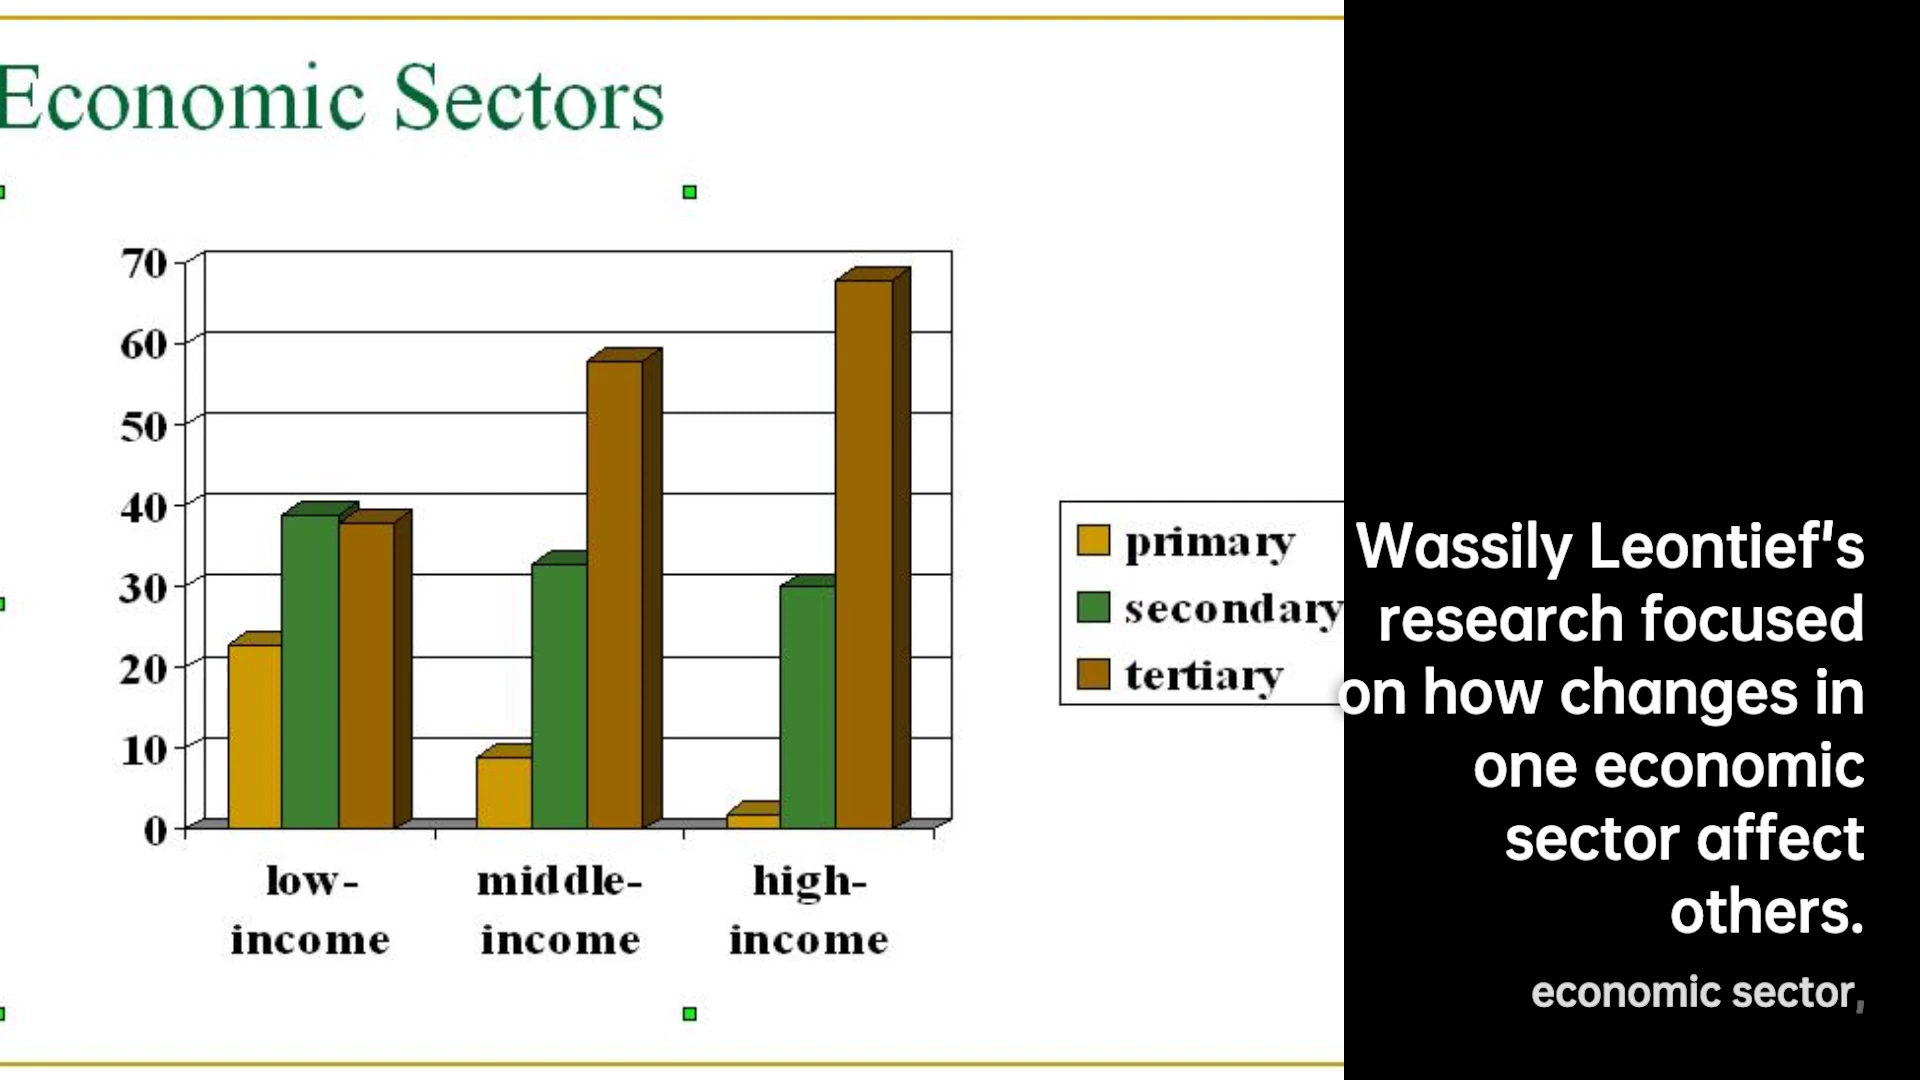 Economic Sectors
70
60
50
40
30
20
10
0
low-
income
middle-
income
high-
income
primary
secondary
tertiary
Wassily Leontief's
research focused
on how changes in
one economic
sector affect
others.
economic sector,